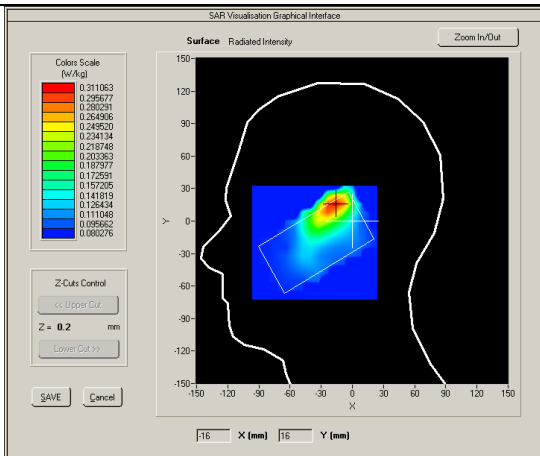 SAR Visualisation Graphical Interface
Surface Radiated Intensity
Zoom In/Out
Colors Scale
(W/kg)
0.311063
0.295677
0.280291
0.264906
0.249520
0.234134
0.218748
0.203363
0.187977
0.172591
0.157205
0.141819
0.126434
0.111048
0.095662
0.080276
Z-Cuts Control
<< Upper Cut
Z = 0.2 mm
Lower Cut >>
SAVE Cancel
150-
120-
90-
60-
30-
0-
-30-
-60-
-90-
-120-
-150-
Y
-150 -120 -90 -60 -30 0 30 60 90 120 150
X
-16 X (mm) 16 Y (mm)